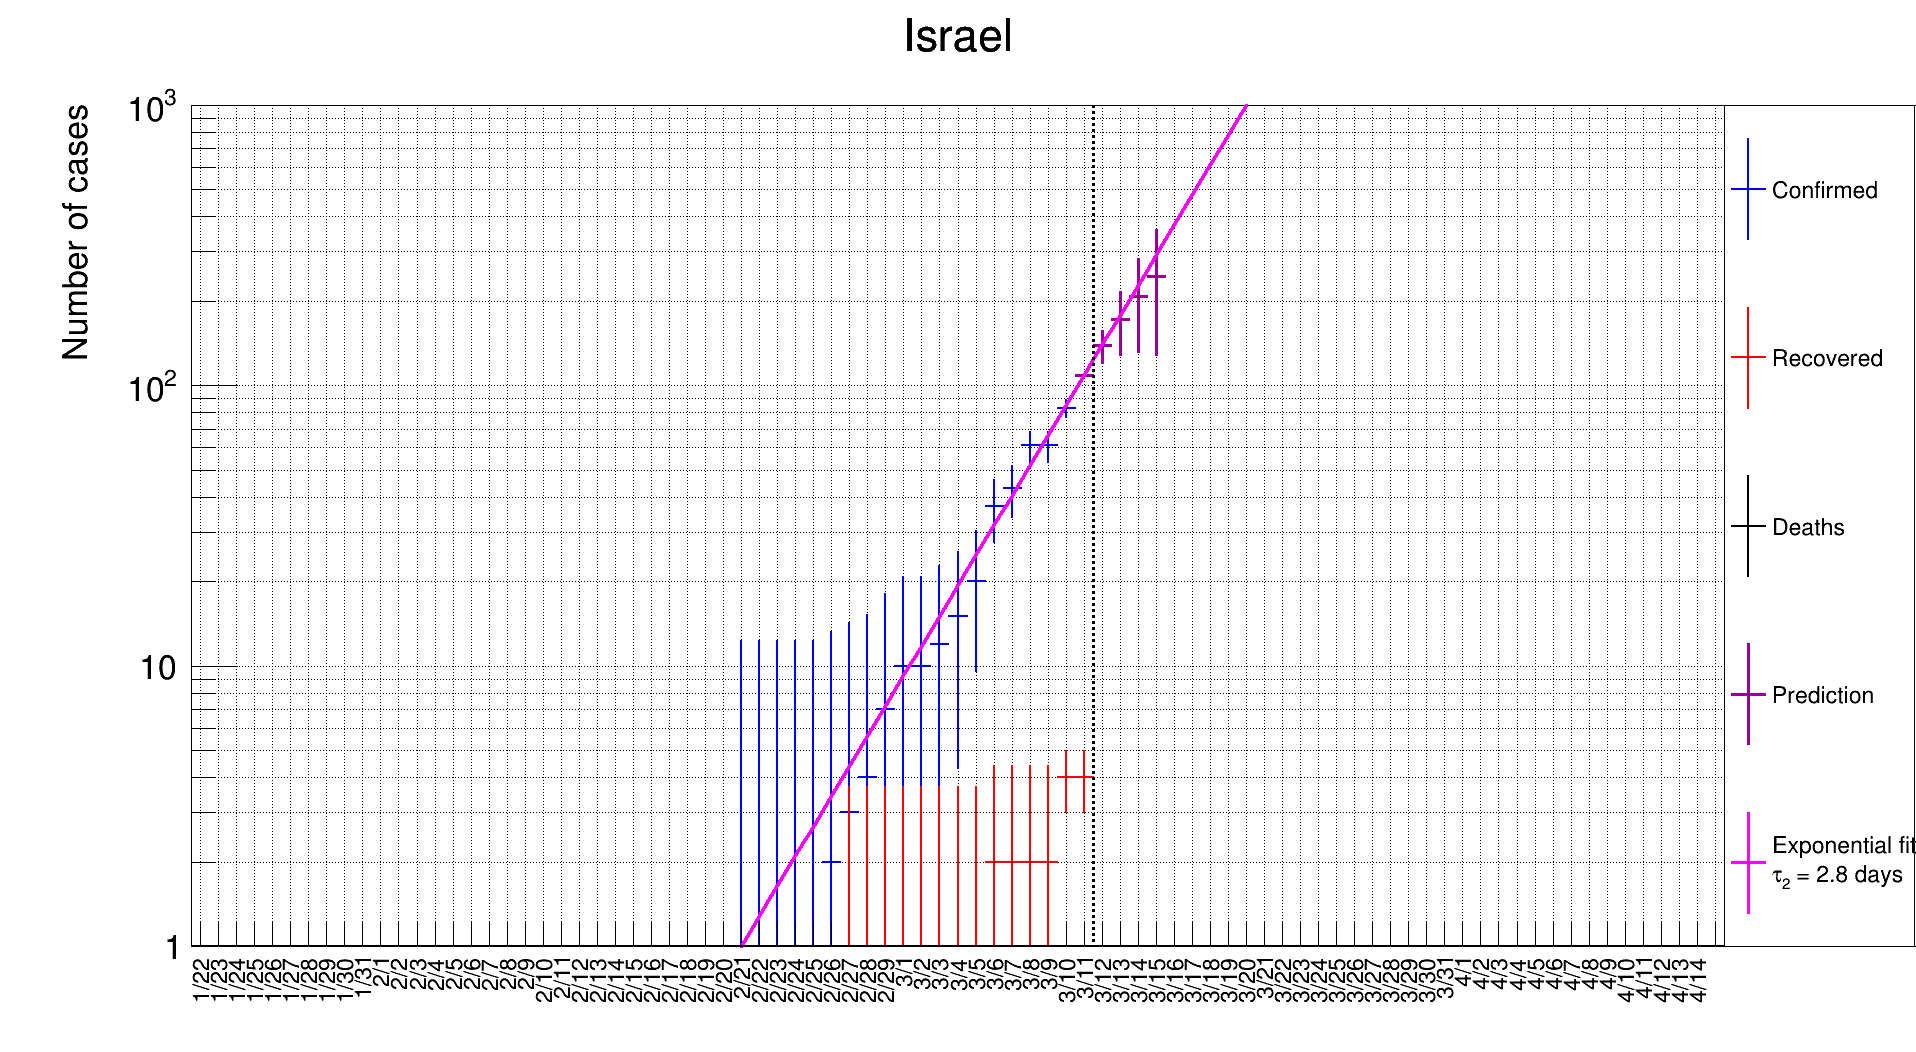 Israel
Number of cases
10³
10²
10
1
1/22 1/23 1/24 1/25 1/26 1/27 1/28 1/29 1/30 1/31 2/1 2/2 2/3 2/4 2/5 2/6 2/7 2/8 2/9 2/10 2/11 2/12 2/13 2/14 2/15 2/16 2/17 2/18 2/19 2/20 2/21 2/22 2/23 2/24 2/25 2/26 2/27 2/28 2/29 3/1 3/2 3/3 3/4 3/5 3/6 3/7 3/8 3/9 3/10 3/11 3/12 3/13 3/14 3/15 3/16 3/17 3/18 3/19 3/20 3/21 3/22 3/23 3/24 3/25 3/26 3/27 3/28 3/29 3/30 3/31 4/1 4/2 4/3 4/4 4/5 4/6 4/7 4/8 4/9 4/10 4/11 4/12 4/13 4/14
Confirmed
Recovered
Deaths
Prediction
Exponential fit
τ₂ = 2.8 days